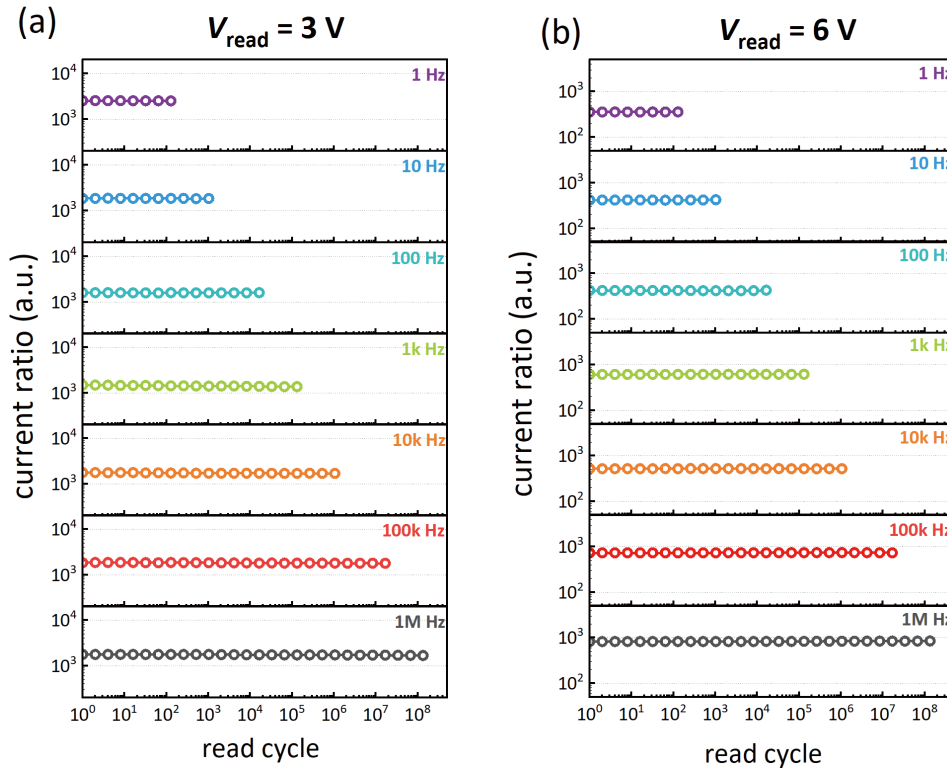 (a)
V_read = 3 V
current ratio (a.u.)
10⁴
10³
1 Hz
10⁴
10³
10 Hz
10⁴
10³
100 Hz
10⁴
10³
1k Hz
10⁴
10³
10k Hz
10⁴
10³
100k Hz
10⁴
10³
1M Hz
10⁰ 10¹ 10² 10³ 10⁴ 10⁵ 10⁶ 10⁷ 10⁸
read cycle
(b)
V_read = 6 V
current ratio (a.u.)
10³
10²
1 Hz
10³
10²
10 Hz
10³
10²
100 Hz
10³
10²
1k Hz
10³
10²
10k Hz
10³
10²
100k Hz
10³
10²
1M Hz
10⁰ 10¹ 10² 10³ 10⁴ 10⁵ 10⁶ 10⁷ 10⁸
read cycle